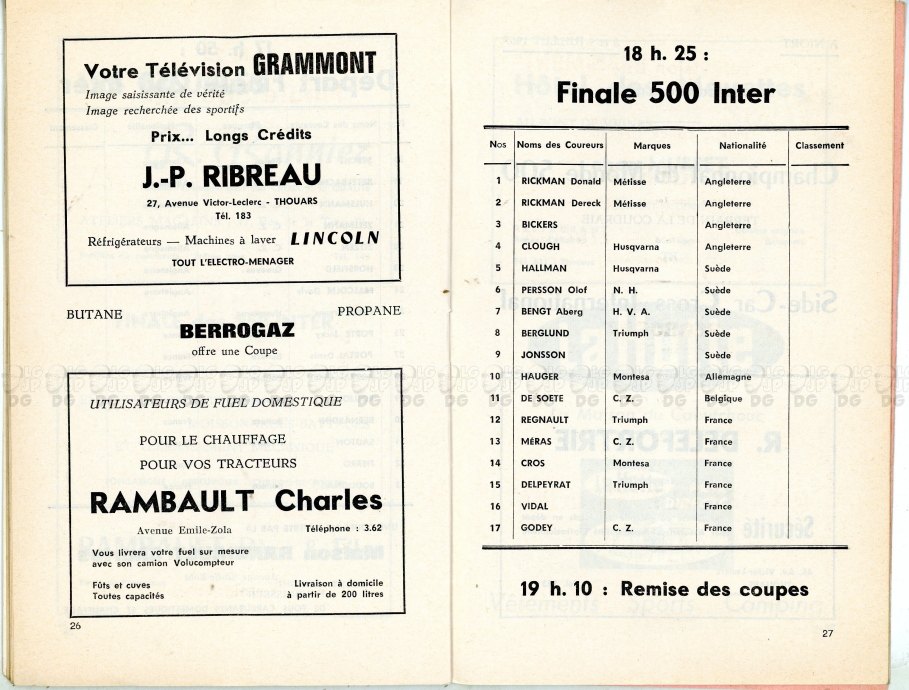 Votre Télévision GRAMMONT
Image saisissante de vérité
Image recherchée des sportifs
Prix... Longs Crédits
J.-P. RIBREAU
27, Avenue Victor-Leclerc - THOUARS
Tél. 183
Réfrigérateurs — Machines à laver LINCOLN
TOUT L'ELECTRO-MENAGER
BUTANE PROPANE
BERROGAZ
offre une Coupe
UTILISATEURS DE FUEL DOMESTIQUE
POUR LE CHAUFFAGE
POUR VOS TRACTEURS
RAMBAULT Charles
Avenue Emile-Zola Téléphone : 3.62
Vous livrera votre fuel sur mesure
avec son camion Volucompteur
Fûts et cuves Livraison à domicile
Toutes capacités à partir de 200 litres
26
18 h. 25 :
Finale 500 Inter
Nos Noms des Coureurs Marques Nationalité Classement
1 RICKMAN Donald Métisse Angleterre
2 RICKMAN Dereck Métisse Angleterre
3 BICKERS Angleterre
4 CLOUGH Husqvarna Angleterre
5 HALLMAN Husqvarna Suède
6 PERSSON Olof N. H. Suède
7 BENGT Aberg H. V. A. Suède
8 BERGLUND Triumph Suède
9 JONSSON Suède
10 HAUGER Montesa Allemagne
11 DE SOETE C. Z. Belgique
12 REGNAULT Triumph France
13 MéRAS C. Z. France
14 CROS Montesa France
15 DELPEYRAT Triumph France
16 VIDAL France
17 GODEY C. Z. France
19 h. 10 : Remise des coupes
27